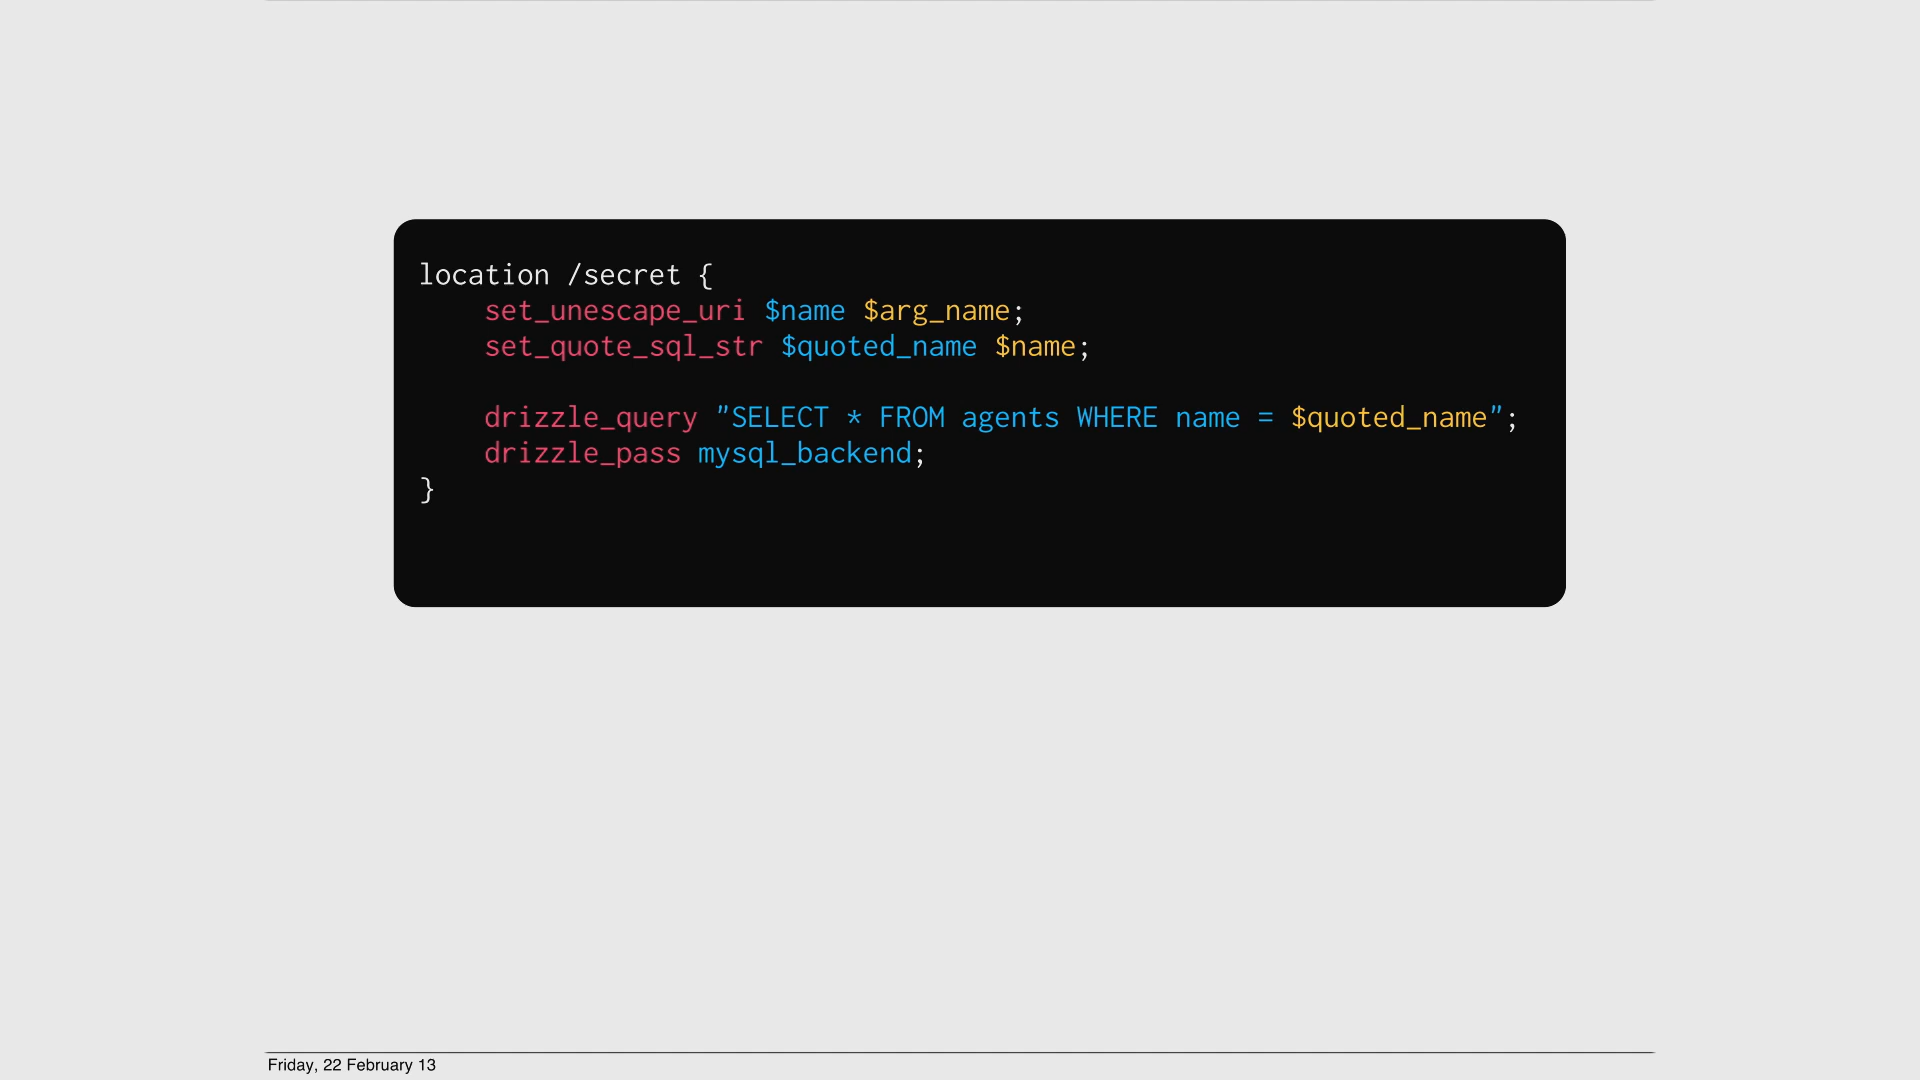 location /secret {
    set_unescape_uri $name $arg_name;
    set_quote_sql_str $quoted_name $name;
    drizzle_query "SELECT * FROM agents WHERE name = $quoted_name";
    drizzle_pass mysql_backend;
}
Friday, 22 February 13